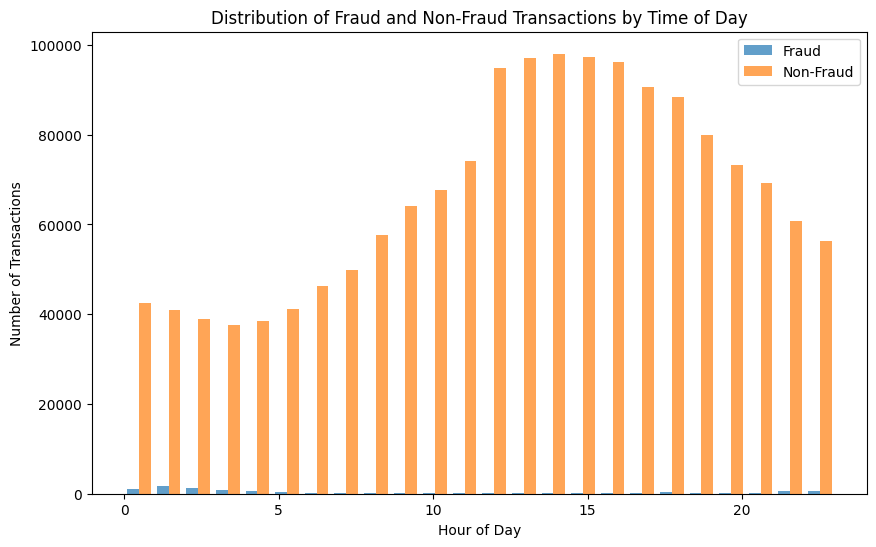 Distribution of Fraud and Non-Fraud Transactions by Time of Day
Fraud
Non-Fraud
Number of Transactions
100000
80000
60000
40000
20000
0
0 5 10 15 20
Hour of Day